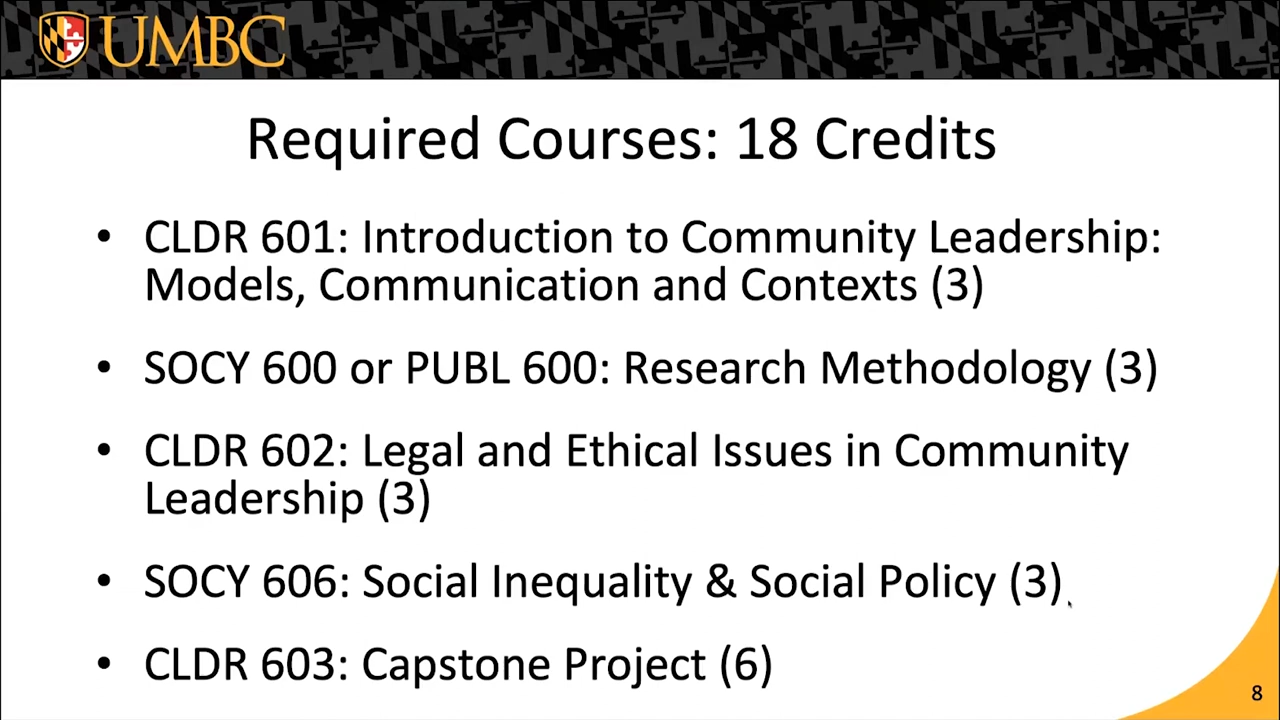 UMBC
Required Courses: 18 Credits
• CLDR 601: Introduction to Community Leadership:
Models, Communication and Contexts (3)
• SOCY 600 or PUBL 600: Research Methodology (3)
• CLDR 602: Legal and Ethical Issues in Community
Leadership (3)
• SOCY 606: Social Inequality & Social Policy (3)
• CLDR 603: Capstone Project (6)
8